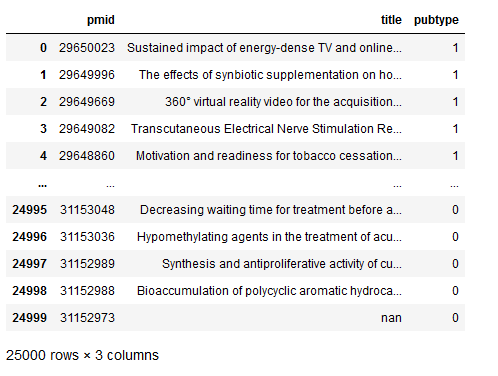 pmid title pubtype
0 29650023 Sustained impact of energy-dense TV and online... 1
1 29649996 The effects of synbiotic supplementation on ho... 1
2 29649669 360° virtual reality video for the acquisition... 1
3 29649082 Transcutaneous Electrical Nerve Stimulation Re... 1
4 29648860 Motivation and readiness for tobacco cessation... 1
... ... ... ...
24995 31153048 Decreasing waiting time for treatment before a... 0
24996 31153036 Hypomethylating agents in the treatment of acu... 0
24997 31152989 Synthesis and antiproliferative activity of cu... 0
24998 31152988 Bioaccumulation of polycyclic aromatic hydroca... 0
24999 31152973 nan 0
25000 rows × 3 columns